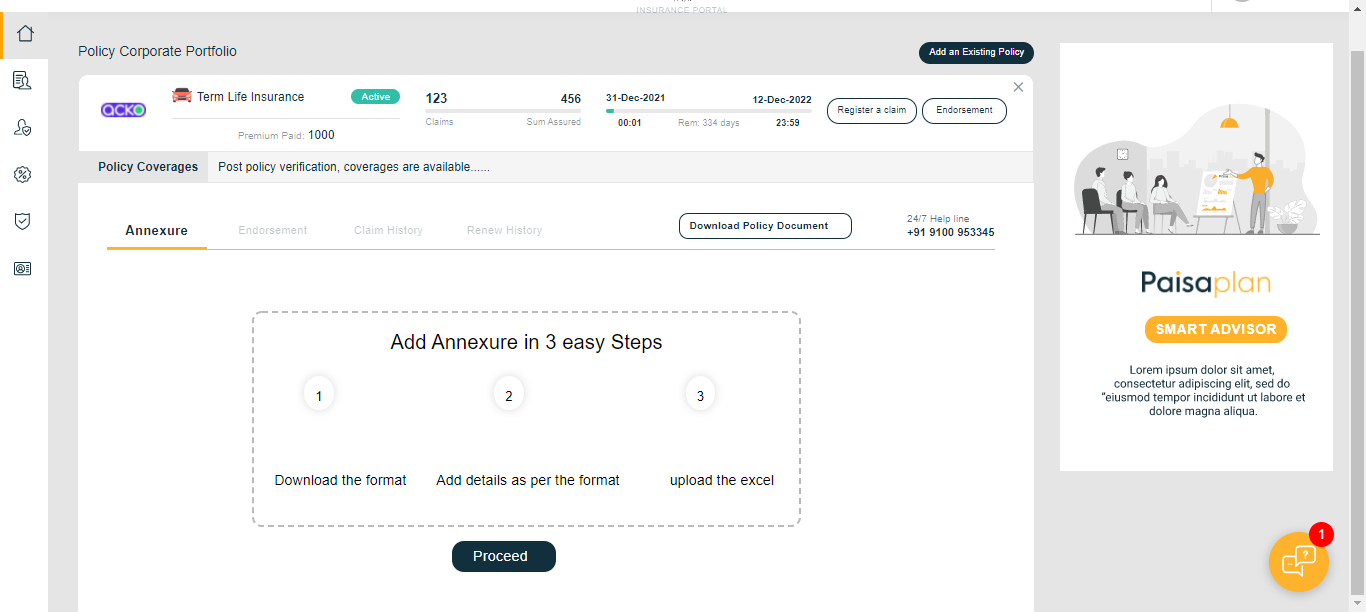 INSURANCE PORTAL
Policy Corporate Portfolio
Add an Existing Policy
ACKO
Term Life Insurance
Active
Premium Paid: 1000
123
456
Claims
Sum Assured
31-Dec-2021
12-Dec-2022
00:01
Rem: 334 days
23:59
Register a claim
Endorsement
Policy Coverages
Post policy verification, coverages are available......
Annexure
Endorsement
Claim History
Renew History
Download Policy Document
24/7 Help line
+91 9100 953345
Add Annexure in 3 easy Steps
1
2
3
Download the format
Add details as per the format
upload the excel
Proceed
Paisaplan
SMART ADVISOR
Lorem ipsum dolor sit amet,
consectetur adipiscing elit, sed do
"eiusmod tempor incididunt ut labore et
dolore magna aliqua.
1